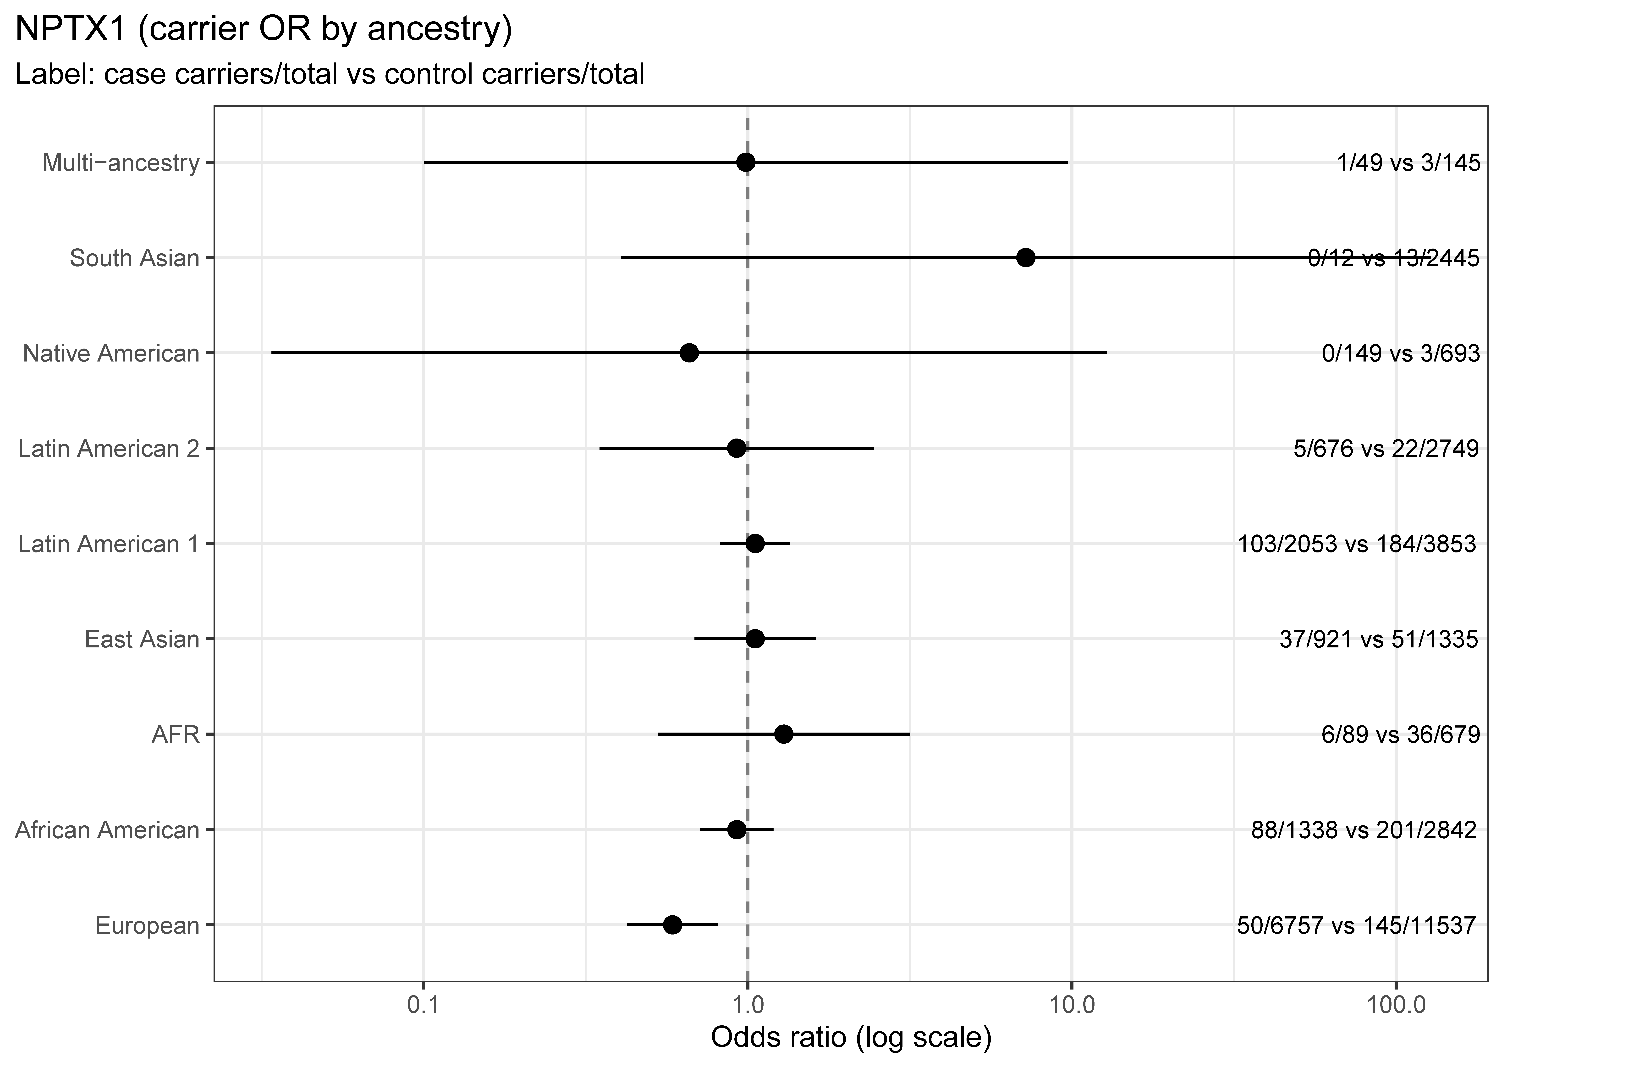 NPTX1 (carrier OR by ancestry)
Label: case carriers/total vs control carriers/total
Multi−ancestry 1/49 vs 3/145
South Asian 0/12 vs 13/2445
Native American 0/149 vs 3/693
Latin American 2 5/676 vs 22/2749
Latin American 1 103/2053 vs 184/3853
East Asian 37/921 vs 51/1335
AFR 6/89 vs 36/679
African American 88/1338 vs 201/2842
European 50/6757 vs 145/11537
0.1 1.0 10.0 100.0
Odds ratio (log scale)